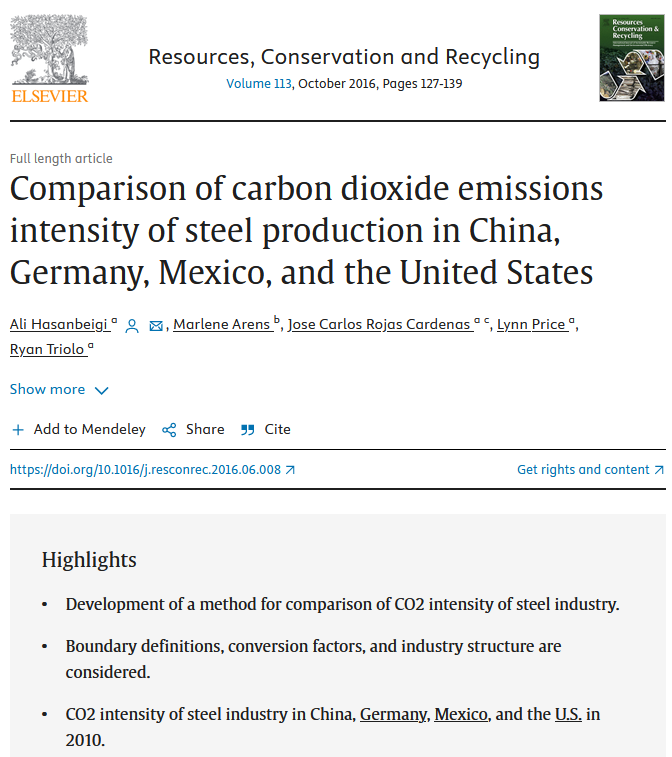 ELSEVIER
Resources, Conservation and Recycling
Volume 113, October 2016, Pages 127-139
Resources
Conservation &
Recycling
Full length article
Comparison of carbon dioxide emissions
intensity of steel production in China,
Germany, Mexico, and the United States
Ali Hasanbeigi a, Marlene Arens b, Jose Carlos Rojas Cardenas a c, Lynn Price a,
Ryan Triolo a
Show more
Add to Mendeley Share Cite
https://doi.org/10.1016/j.resconrec.2016.06.008 Get rights and content
Highlights
• Development of a method for comparison of CO2 intensity of steel industry.
• Boundary definitions, conversion factors, and industry structure are
considered.
• CO2 intensity of steel industry in China, Germany, Mexico, and the U.S. in
2010.